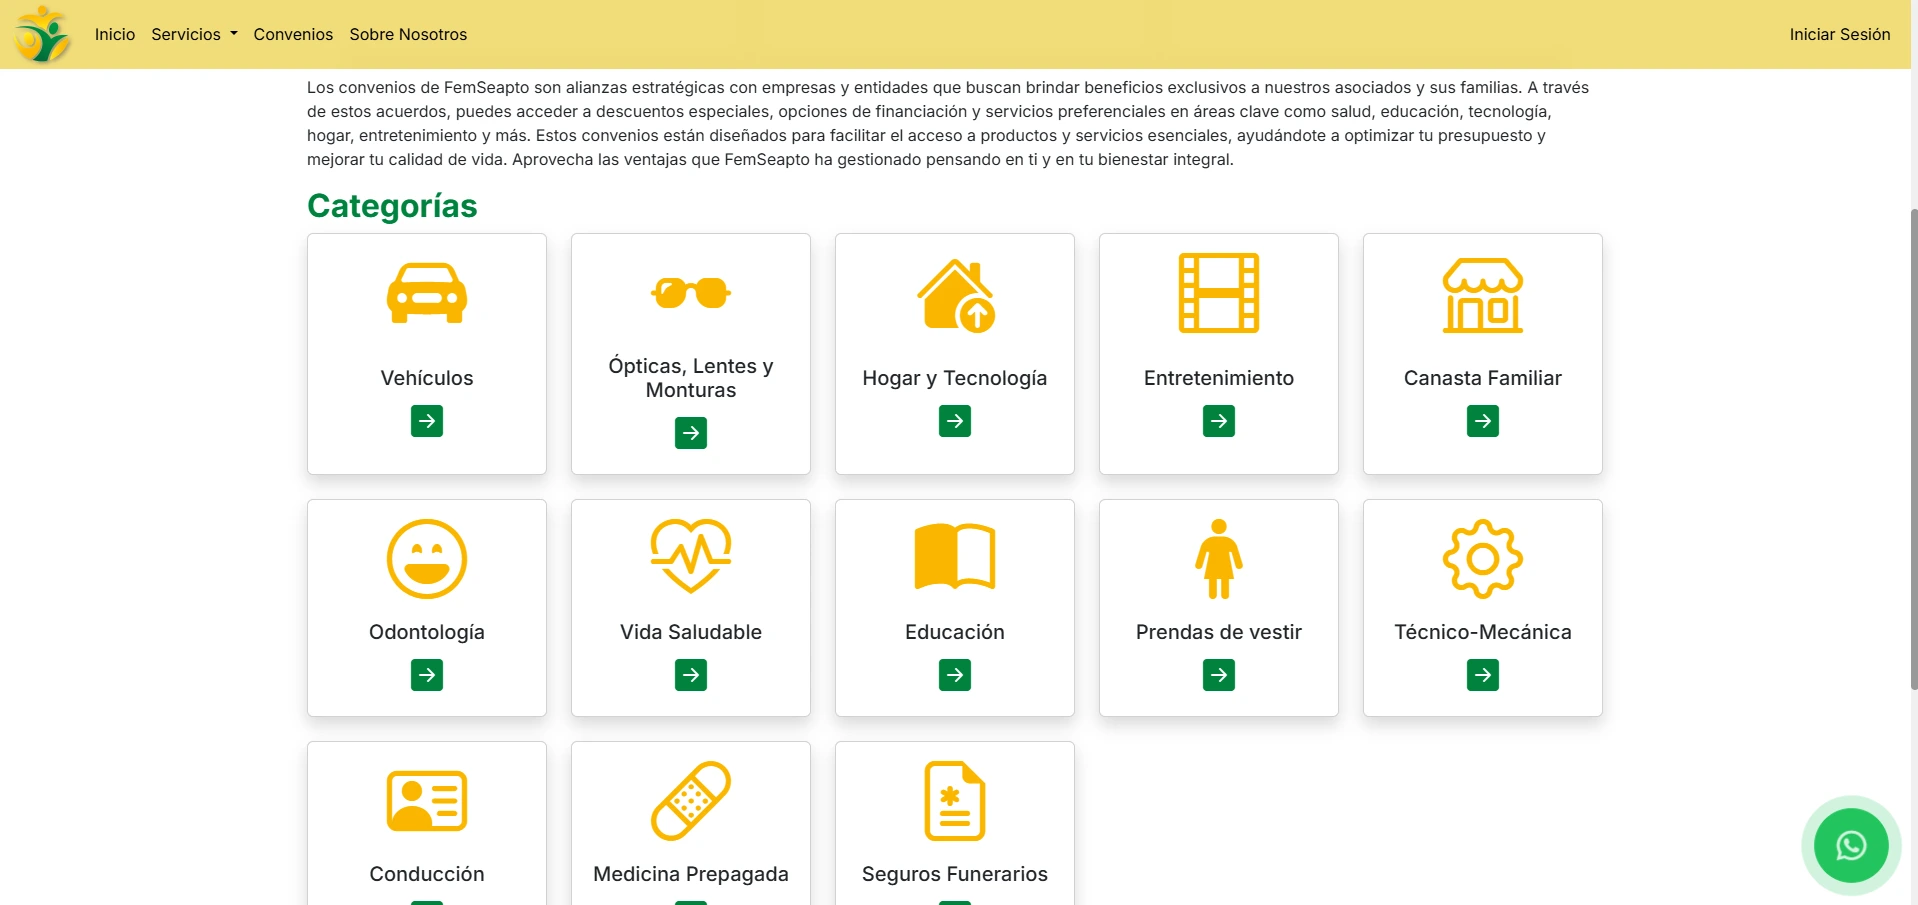 Inicio Servicios Convenios Sobre Nosotros Iniciar Sesión
Los convenios de FemSeapto son alianzas estratégicas con empresas y entidades que buscan brindar beneficios exclusivos a nuestros asociados y sus familias. A través
de estos acuerdos, puedes acceder a descuentos especiales, opciones de financiación y servicios preferenciales en áreas clave como salud, educación, tecnología,
hogar, entretenimiento y más. Estos convenios están diseñados para facilitar el acceso a productos y servicios esenciales, ayudándote a optimizar tu presupuesto y
mejorar tu calidad de vida. Aprovecha las ventajas que FemSeapto ha gestionado pensando en ti y en tu bienestar integral.
Categorías
Vehículos
Ópticas, Lentes y
Monturas
Hogar y Tecnología
Entretenimiento
Canasta Familiar
Odontología
Vida Saludable
Educación
Prendas de vestir
Técnico-Mecánica
Conducción
Medicina Prepagada
Seguros Funerarios